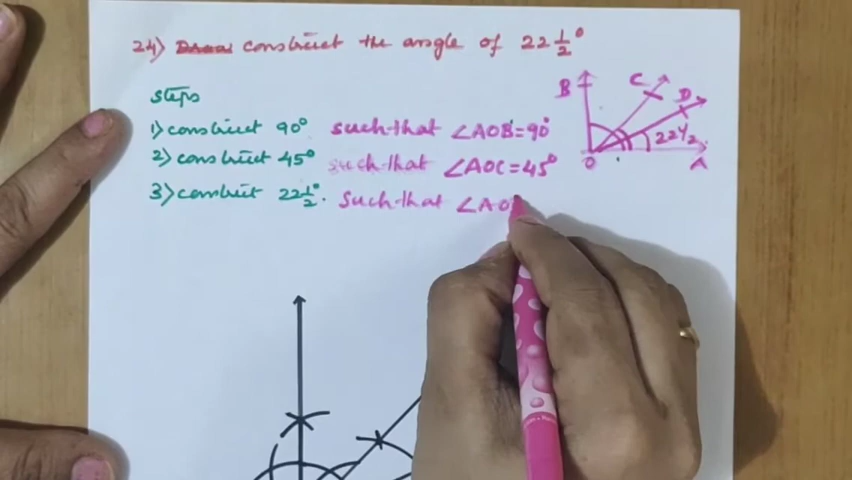 24) construct the angle of 22 1/2°
steps
1) construct 90° such that ∠AOB=90°
2) construct 45° such that ∠AOC=45°
3) construct 22 1/2°. such that ∠AO
B
C
D
22 1/2
O
A